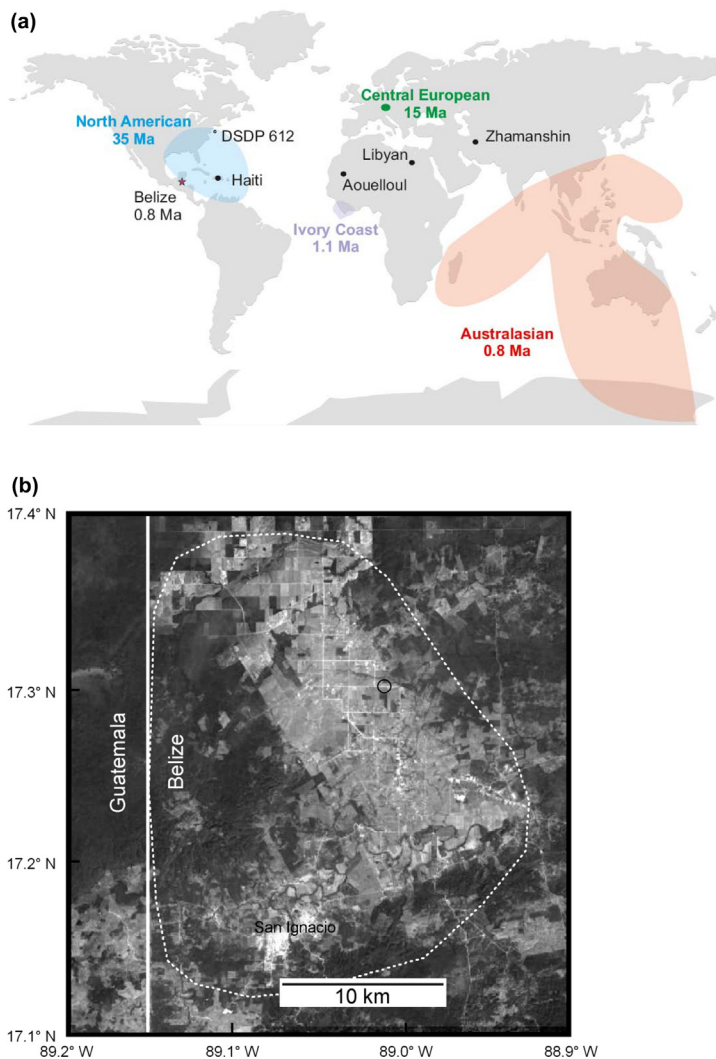 (a)
Central European
15 Ma
North American
35 Ma
DSDP 612
Zhamanshin
Libyan
Haiti
Aouelloul
Belize
0.8 Ma
Ivory Coast
1.1 Ma
Australasian
0.8 Ma
(b)
17.4° N
17.3° N
Guatemala
Belize
17.2° N
San Ignacio
10 km
17.1° N
89.2° W
89.1° W
89.0° W
88.9° W